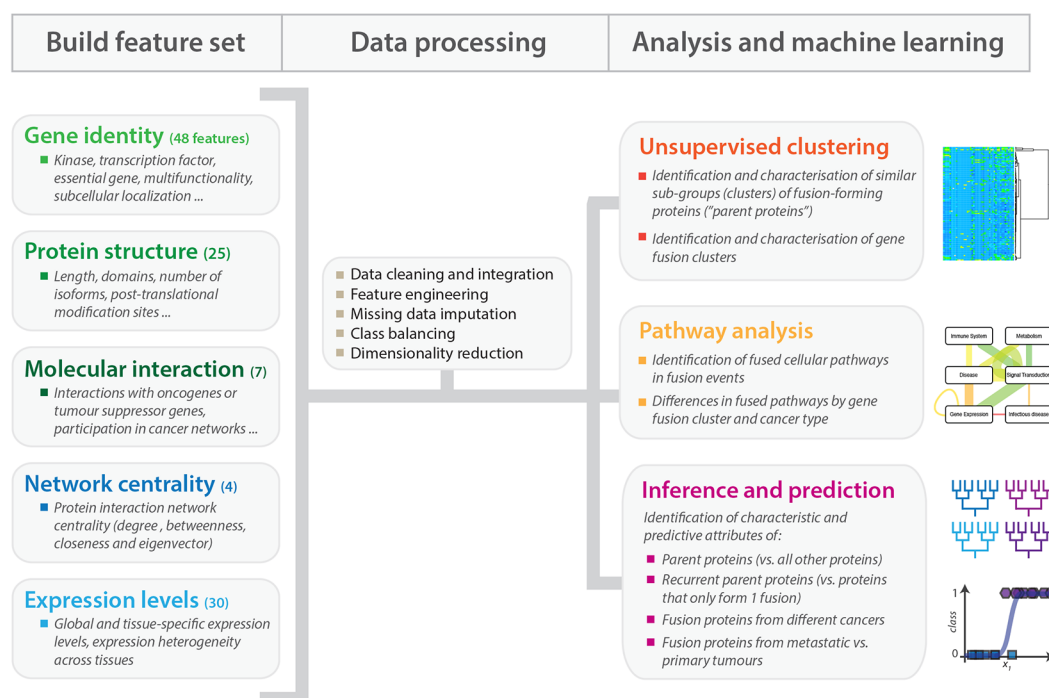 Build feature set
Data processing
Analysis and machine learning
Gene identity (48 features)
Kinase, transcription factor,
essential gene, multifunctionality,
subcellular localization ...
Protein structure (25)
Length, domains, number of
isoforms, post-translational
modification sites ...
Molecular interaction (7)
Interactions with oncogenes or
tumour suppressor genes,
participation in cancer networks ...
Network centrality (4)
Protein interaction network
centrality (degree , betweenness,
closeness and eigenvector)
Expression levels (30)
Global and tissue-specific expression
levels, expression heterogeneity
across tissues
Data cleaning and integration
Feature engineering
Missing data imputation
Class balancing
Dimensionality reduction
Unsupervised clustering
Identification and characterisation of similar
sub-groups (clusters) of fusion-forming
proteins ("parent proteins")
Identification and characterisation of gene
fusion clusters
Pathway analysis
Identification of fused cellular pathways
in fusion events
Differences in fused pathways by gene
fusion cluster and cancer type
Immune System
Metabolism
Disease
Signal Transduction
Gene Expression
Infectious disease
Inference and prediction
Identification of characteristic and
predictive attributes of:
Parent proteins (vs. all other proteins)
Recurrent parent proteins (vs. proteins
that only form 1 fusion)
Fusion proteins from different cancers
Fusion proteins from metastatic vs.
primary tumours
1
class
0
x₁